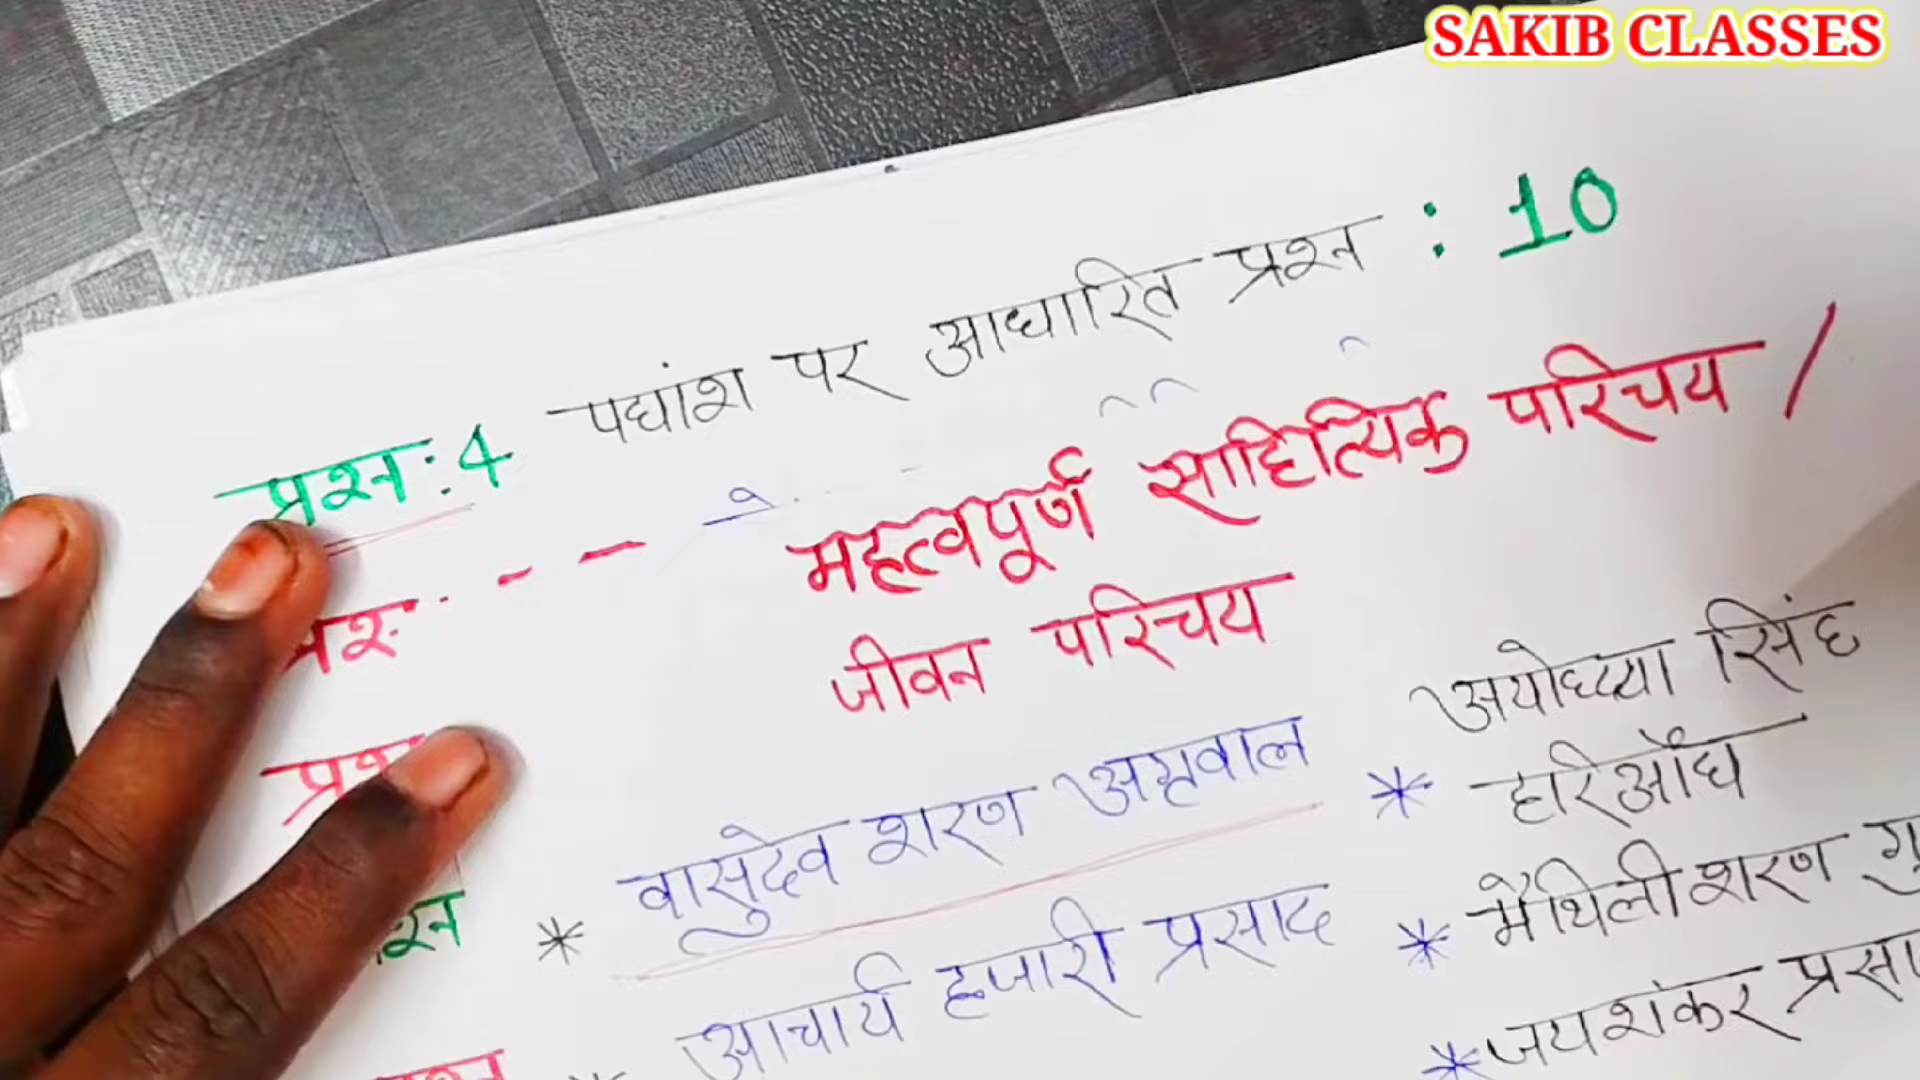 SAKIB CLASSES
प्रश्न : 4 पद्यांश पर आधारित प्रश्न : 10
महत्वपूर्ण साहित्यिक परिचय /
जीवन परिचय
* वासुदेव शरण अग्रवाल
आचार्य हजारी प्रसाद
अयोध्या सिंह
* हरिऔध
* मैथिली शरण
* जयशंकर